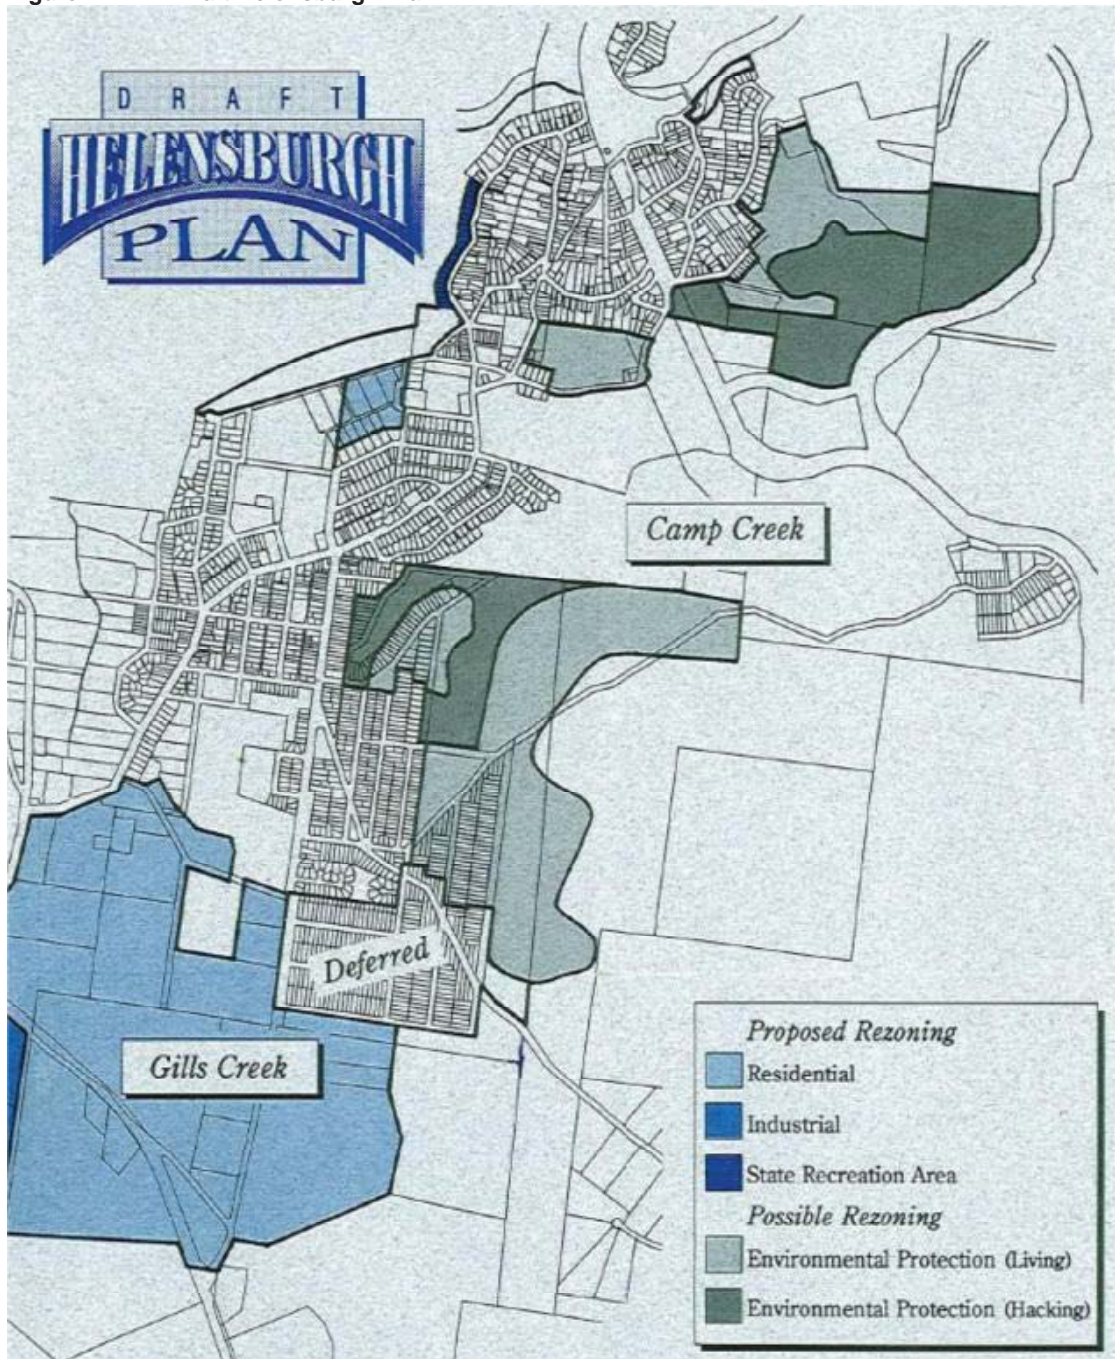 DRAFT
HELENSBURGH
PLAN
Camp Creek
Deferred
Gills Creek
Proposed Rezoning
Residential
Industrial
State Recreation Area
Possible Rezoning
Environmental Protection (Living)
Environmental Protection (Hacking)